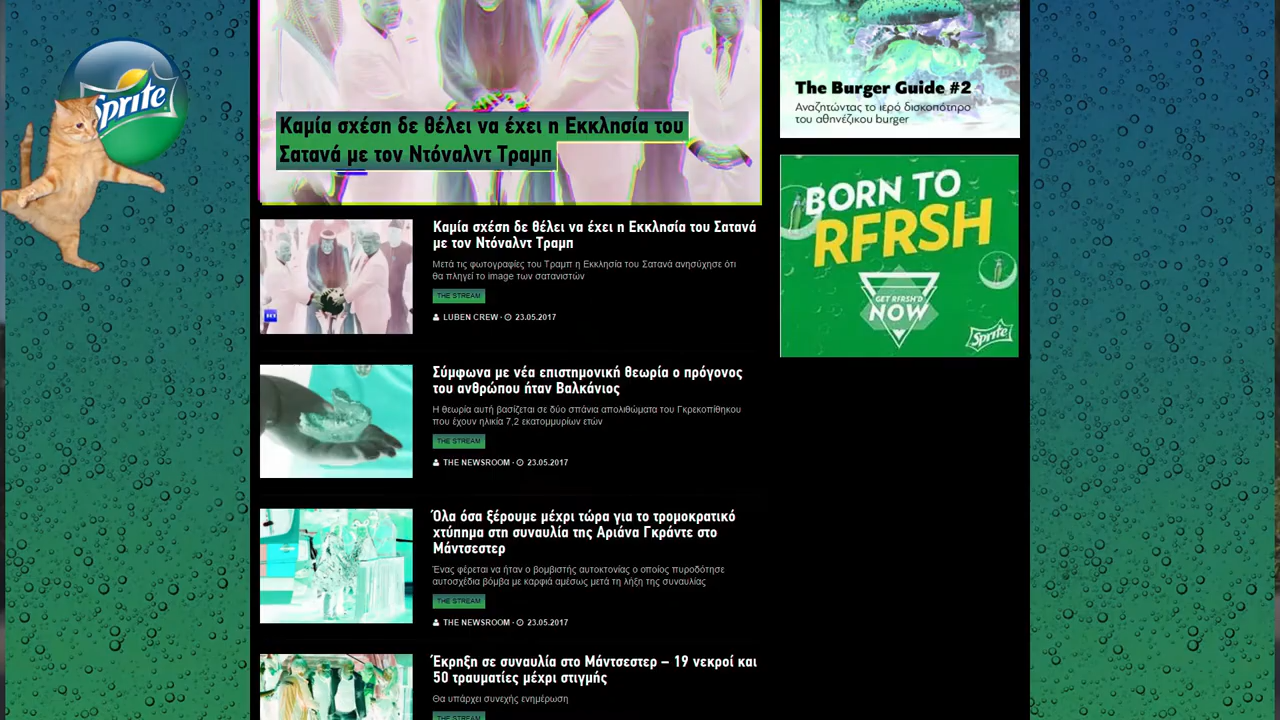 Sprite
The Burger Guide #2
Αναζητώντας το ιερό δισκοπότηρο
του αθηνέζικου burger
Καμία σχέση δε θέλει να έχει η Εκκλησία του
Σατανά με τον Ντόναλντ Τραμπ
BORN TO
RFRSH
GET RFRSH'D
NOW
Sprite
Καμία σχέση δε θέλει να έχει η Εκκλησία του Σατανά
με τον Ντόναλντ Τραμπ
Μετά τις φωτογραφίες του Τραμπ η Εκκλησία του Σατανά ανησύχησε ότι
θα πληγεί το image των σατανιστών
THE STREAM
LUBEN CREW · 23.05.2017
Σύμφωνα με νέα επιστημονική θεωρία ο πρόγονος
του ανθρώπου ήταν Βαλκάνιος
Η θεωρία αυτή βασίζεται σε δύο σπάνια απολιθώματα του Γκρεκοπίθηκου
που έχουν ηλικία 7,2 εκατομμυρίων ετών
THE STREAM
THE NEWSROOM · 23.05.2017
Όλα όσα ξέρουμε μέχρι τώρα για το τρομοκρατικό
χτύπημα στη συναυλία της Αριάνα Γκράντε στο
Μάντσεστερ
Ένας φέρεται να ήταν ο βομβιστής αυτοκτονίας ο οποίος πυροδότησε
αυτοσχέδια βόμβα με καρφιά αμέσως μετά τη λήξη της συναυλίας
THE STREAM
THE NEWSROOM · 23.05.2017
Έκρηξη σε συναυλία στο Μάντσεστερ – 19 νεκροί και
50 τραυματίες μέχρι στιγμής
Θα υπάρχει συνεχής ενημέρωση
THE STREAM